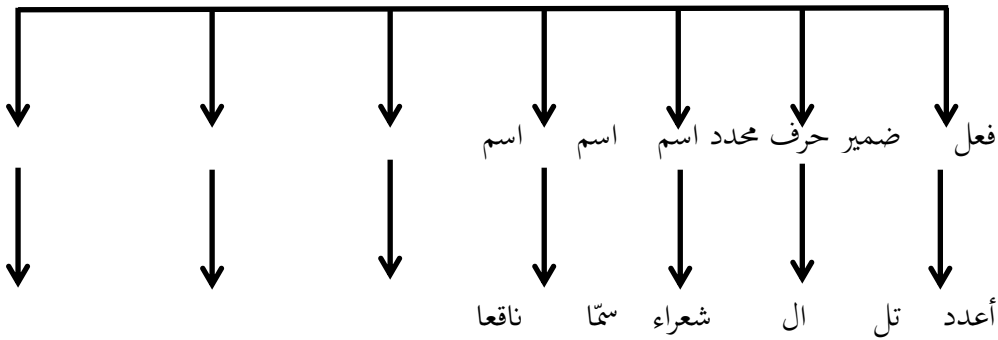 فعل ضمير حرف محدد اسم اسم اسم
أعدد تل ال شعراء سمّا ناقعا